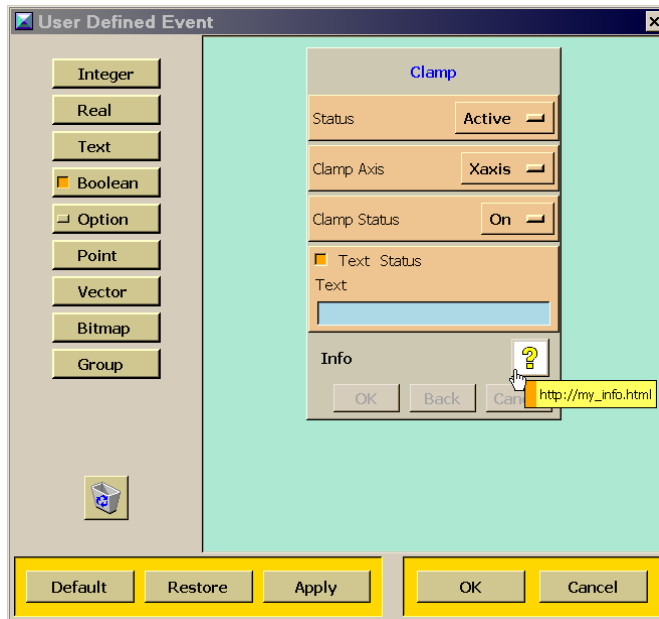 User Defined Event
Integer
Real
Text
Boolean
Option
Point
Vector
Bitmap
Group
Clamp
Status Active
Clamp Axis Xaxis
Clamp Status On
Text Status
Text
Info ?
http://my_info.html
OK Back Can
Default Restore Apply OK Cancel